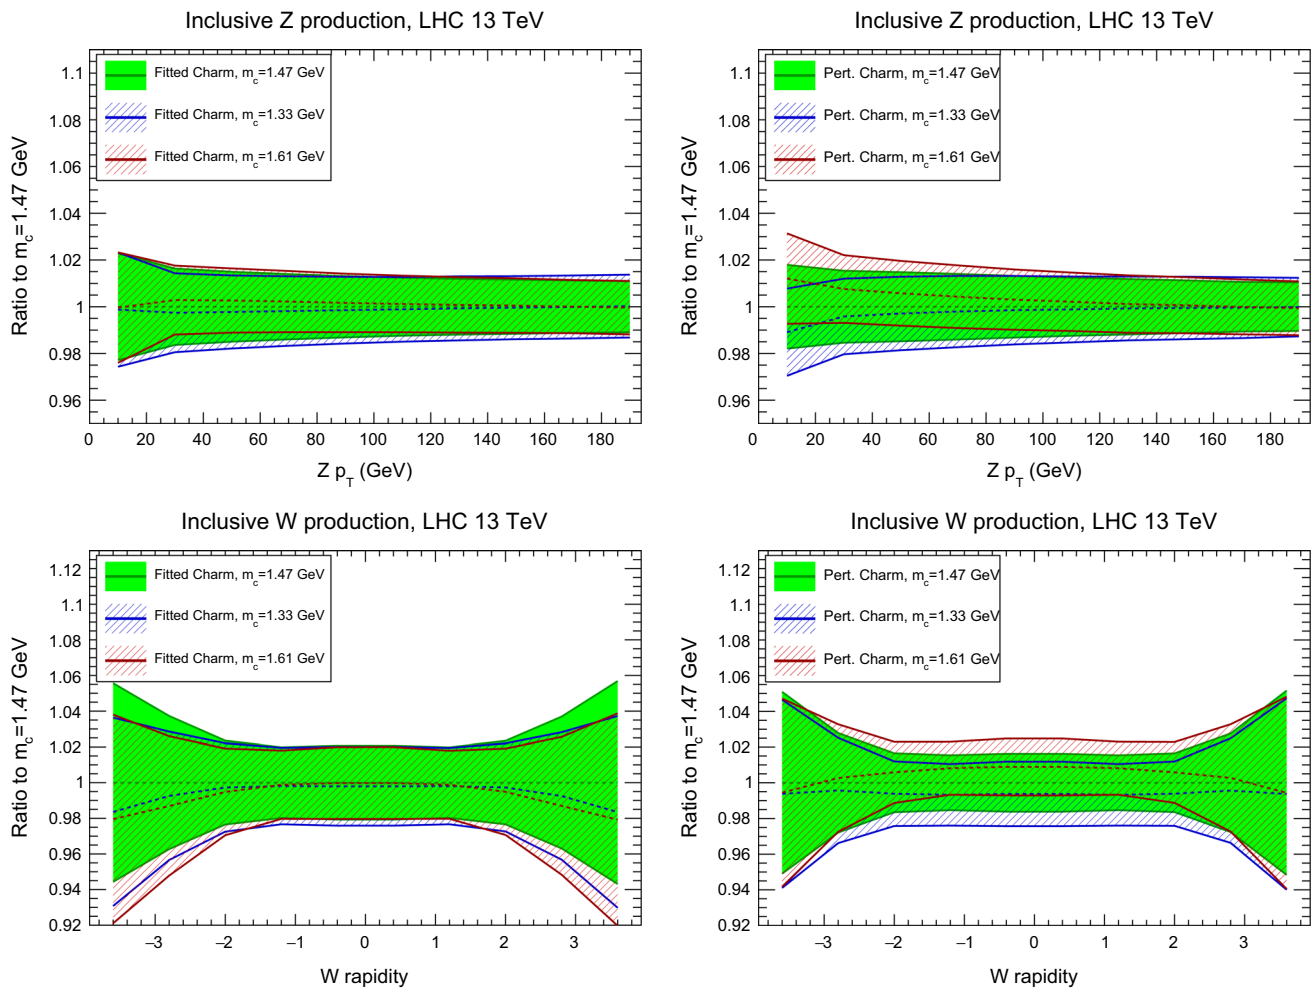 Inclusive Z production, LHC 13 TeV
Ratio to m_c=1.47 GeV
1.1
1.08
1.06
1.04
1.02
1
0.98
0.96
Fitted Charm, m_c=1.47 GeV
Fitted Charm, m_c=1.33 GeV
Fitted Charm, m_c=1.61 GeV
0 20 40 60 80 100 120 140 160 180
Z p_T (GeV)
Inclusive Z production, LHC 13 TeV
Ratio to m_c=1.47 GeV
1.1
1.08
1.06
1.04
1.02
1
0.98
0.96
Pert. Charm, m_c=1.47 GeV
Pert. Charm, m_c=1.33 GeV
Pert. Charm, m_c=1.61 GeV
0 20 40 60 80 100 120 140 160 180
Z p_T (GeV)
Inclusive W production, LHC 13 TeV
Ratio to m_c=1.47 GeV
1.12
1.1
1.08
1.06
1.04
1.02
1
0.98
0.96
0.94
0.92
Fitted Charm, m_c=1.47 GeV
Fitted Charm, m_c=1.33 GeV
Fitted Charm, m_c=1.61 GeV
−3 −2 −1 0 1 2 3
W rapidity
Inclusive W production, LHC 13 TeV
Ratio to m_c=1.47 GeV
1.12
1.1
1.08
1.06
1.04
1.02
1
0.98
0.96
0.94
0.92
Pert. Charm, m_c=1.47 GeV
Pert. Charm, m_c=1.33 GeV
Pert. Charm, m_c=1.61 GeV
−3 −2 −1 0 1 2 3
W rapidity